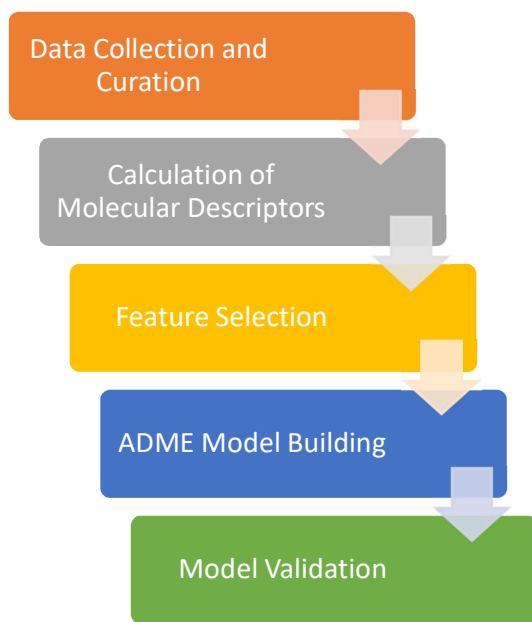 Data Collection and
Curation
Calculation of
Molecular Descriptors
Feature Selection
ADME Model Building
Model Validation